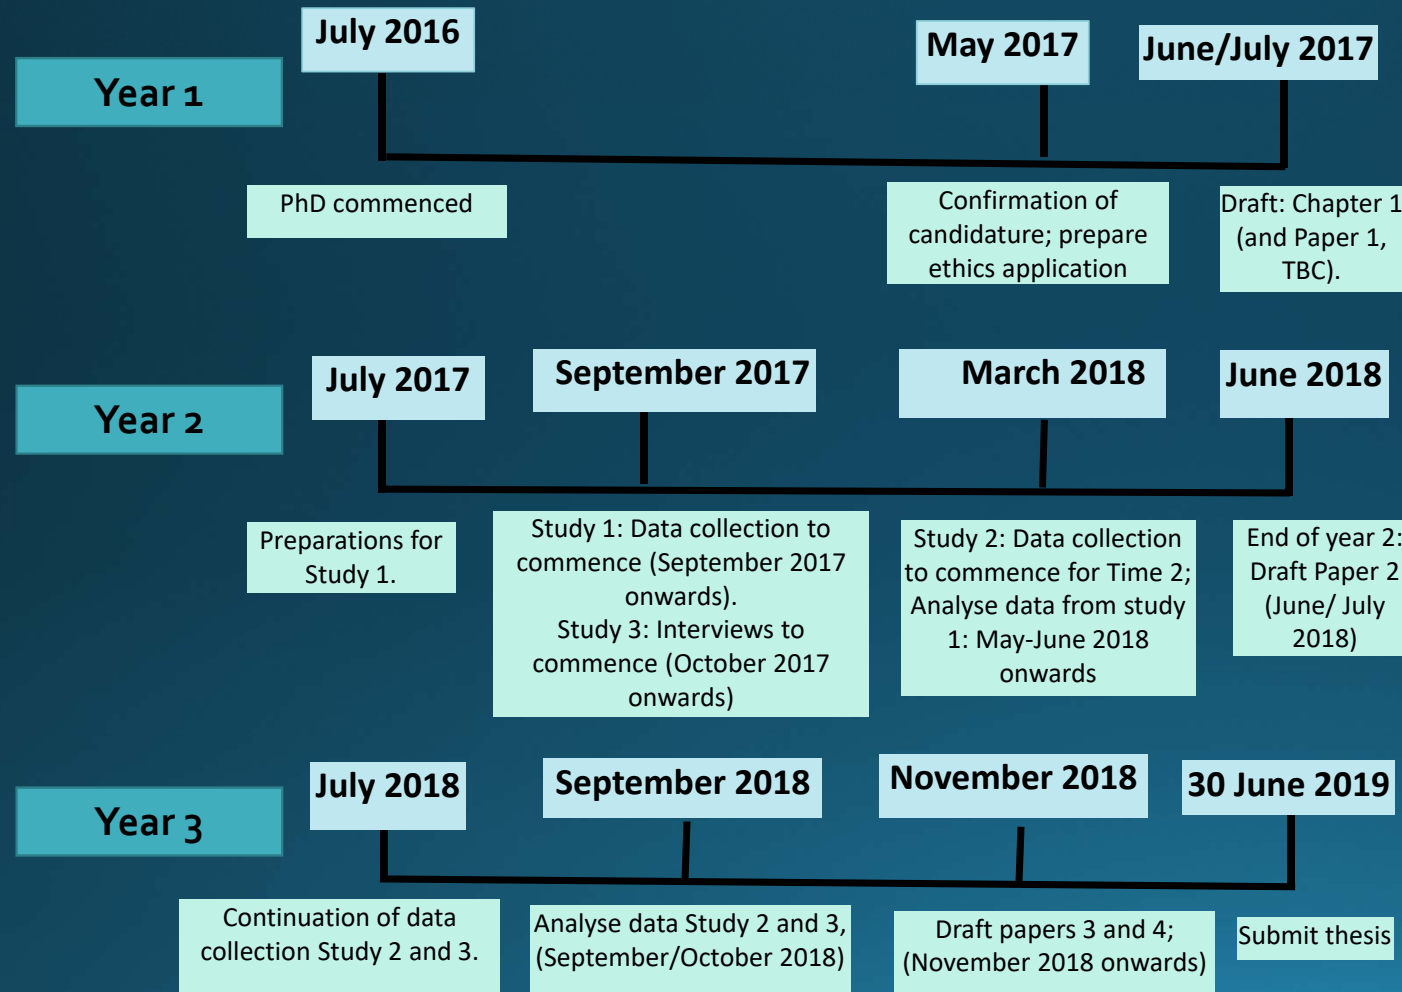 Year 1
July 2016
May 2017
June/July 2017
PhD commenced
Confirmation of
candidature; prepare
ethics application
Draft: Chapter 1
(and Paper 1,
TBC).
Year 2
July 2017
September 2017
March 2018
June 2018
Preparations for
Study 1.
Study 1: Data collection to
commence (September 2017
onwards).
Study 3: Interviews to
commence (October 2017
onwards)
Study 2: Data collection
to commence for Time 2;
Analyse data from study
1: May-June 2018
onwards
End of year 2:
Draft Paper 2
(June/ July
2018)
Year 3
July 2018
September 2018
November 2018
30 June 2019
Continuation of data
collection Study 2 and 3.
Analyse data Study 2 and 3,
(September/October 2018)
Draft papers 3 and 4;
(November 2018 onwards)
Submit thesis